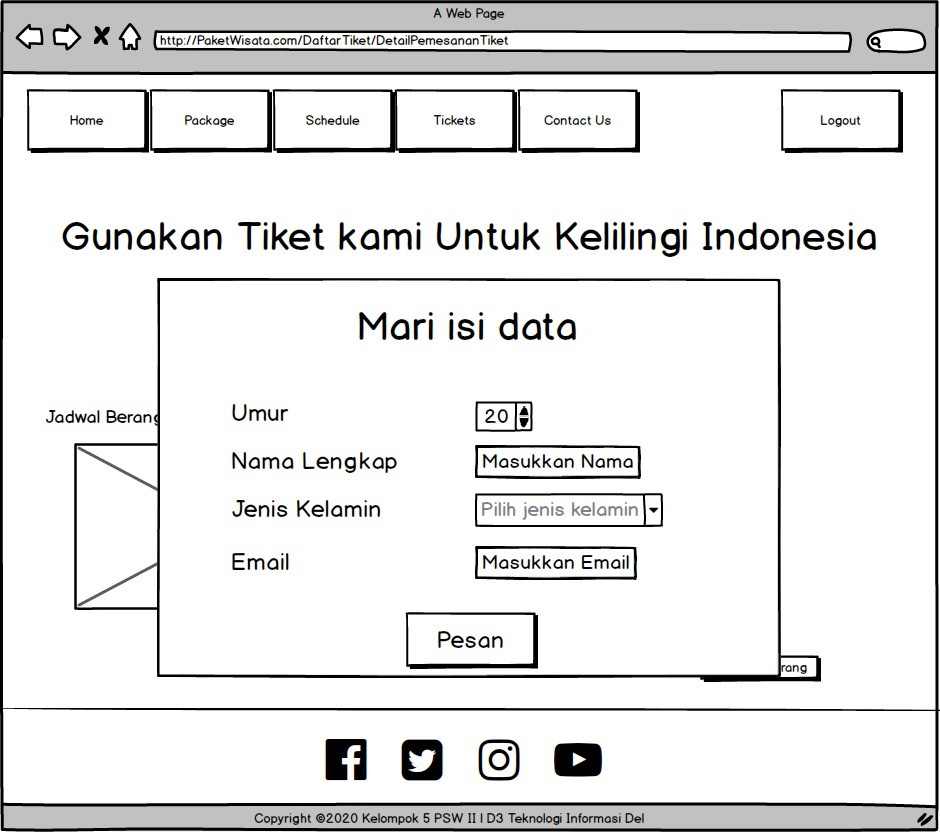 A Web Page
http://PaketWisata.com/DaftarTiket/DetailPemesananTiket
Home Package Schedule Tickets Contact Us Logout
Gunakan Tiket kami Untuk Kelilingi Indonesia
Mari isi data
Jadwal Berang
Umur 20
Nama Lengkap Masukkan Nama
Jenis Kelamin Pilih jenis kelamin
Email Masukkan Email
Pesan
rang
Copyright ©2020 Kelompok 5 PSW II | D3 Teknologi Informasi Del